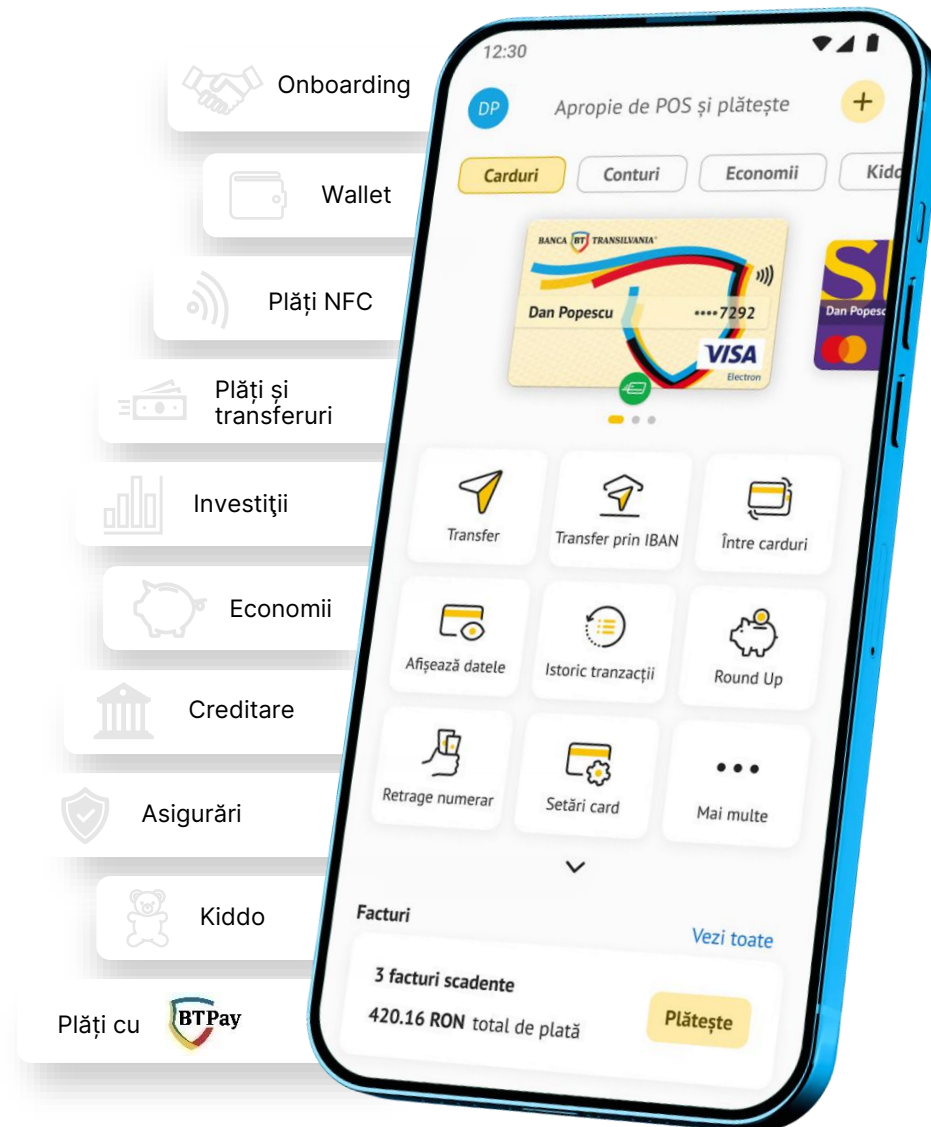 Onboarding
Wallet
Plăți NFC
Plăți și
transferuri
Investiţii
Economii
Creditare
Asigurări
Kiddo
Plăți cu BTPay
12:30
DP
Apropie de POS și plătește
+
Carduri Conturi Economii Kidd
BANCA BT TRANSILVANIA
Dan Popescu ••••7292
VISA
Electron
Dan Popesc
Transfer Transfer prin IBAN Între carduri
Afișează datele Istoric tranzacții Round Up
Retrage numerar Setări card Mai multe
Facturi
Vezi toate
3 facturi scadente
420.16 RON total de plată
Plătește